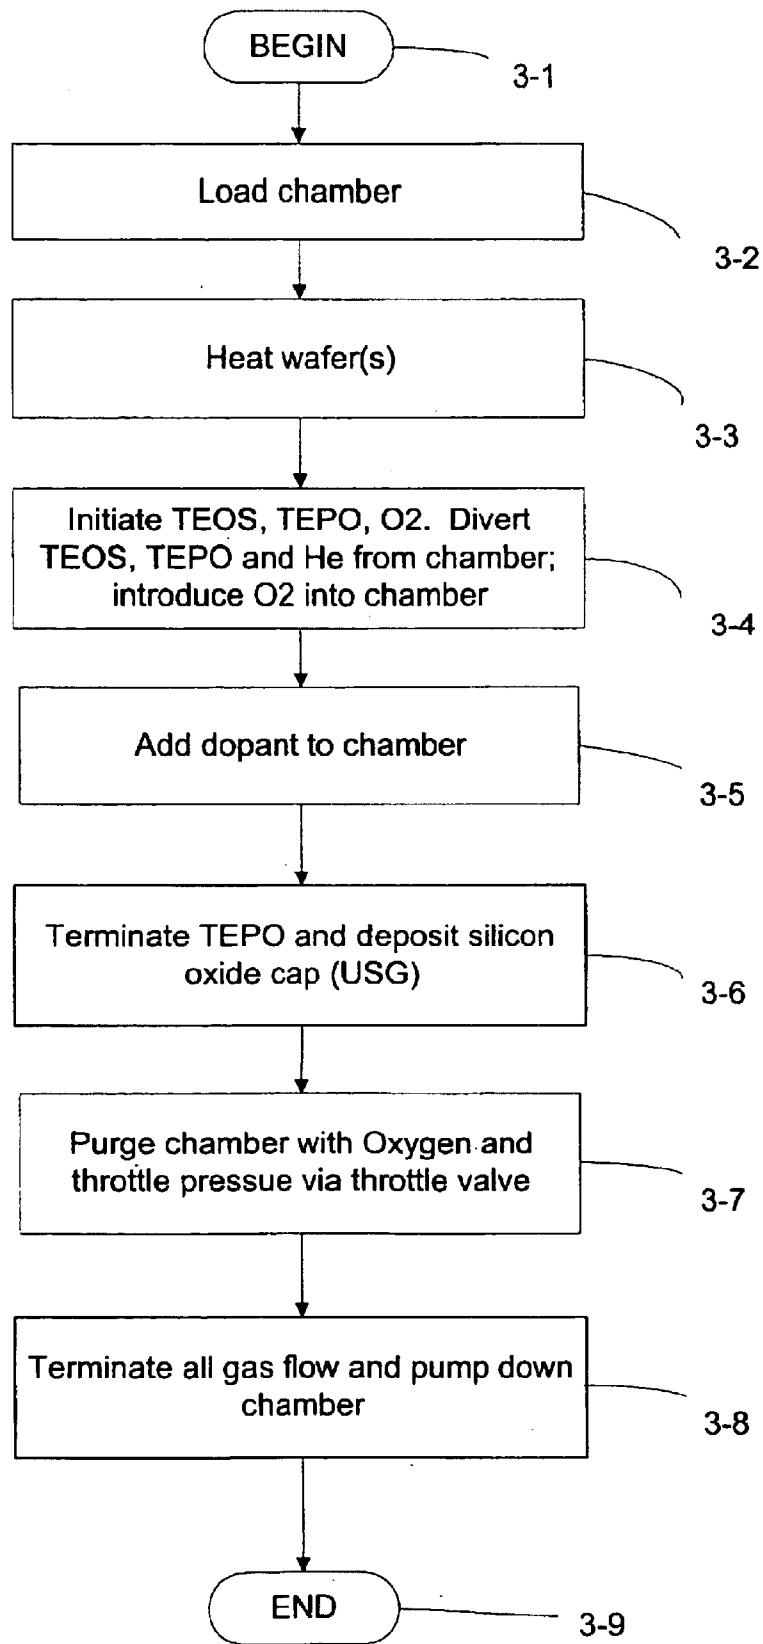 BEGIN
3-1
Load chamber
3-2
Heat wafer(s)
3-3
Initiate TEOS, TEPO, O2. Divert
TEOS, TEPO and He from chamber;
introduce O2 into chamber
3-4
Add dopant to chamber
3-5
Terminate TEPO and deposit silicon
oxide cap (USG)
3-6
Purge chamber with Oxygen and
throttle pressue via throttle valve
3-7
Terminate all gas flow and pump down
chamber
3-8
END
3-9